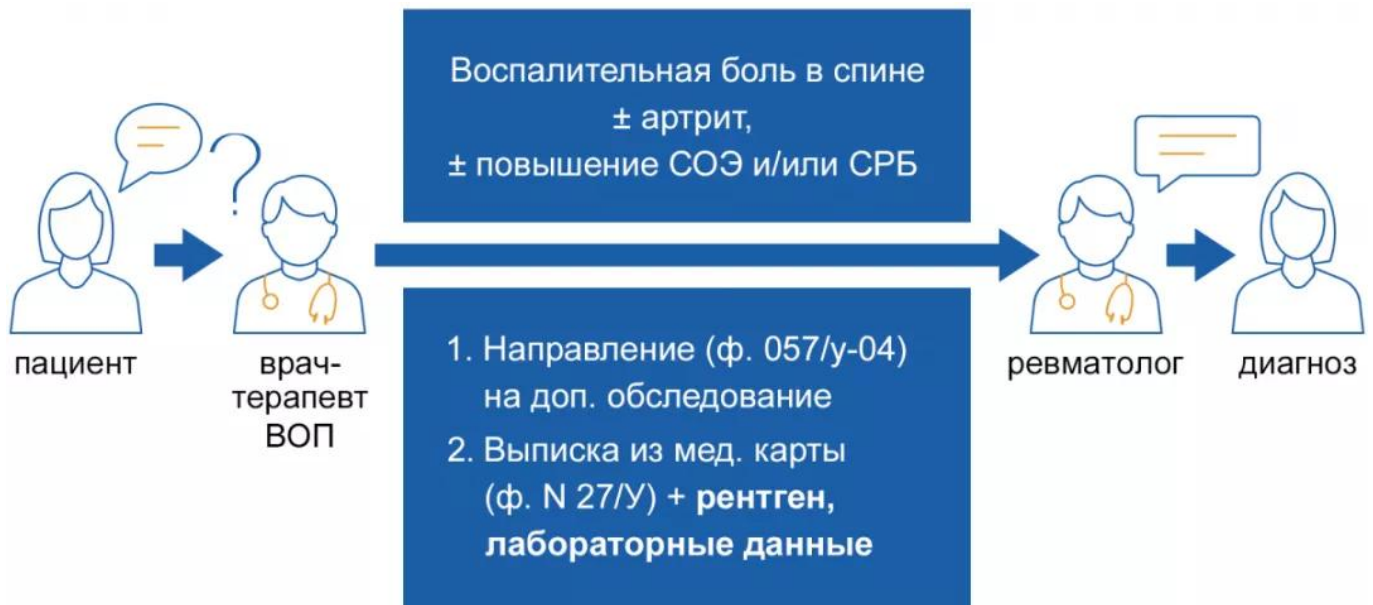 Воспалительная боль в спине
± артрит,
± повышение СОЭ и/или СРБ
?
пациент
врач-
терапевт
ВОП
1. Направление (ф. 057/у-04)
на доп. обследование
2. Выписка из мед. карты
(ф. N 27/У) + рентген,
лабораторные данные
ревматолог
диагноз